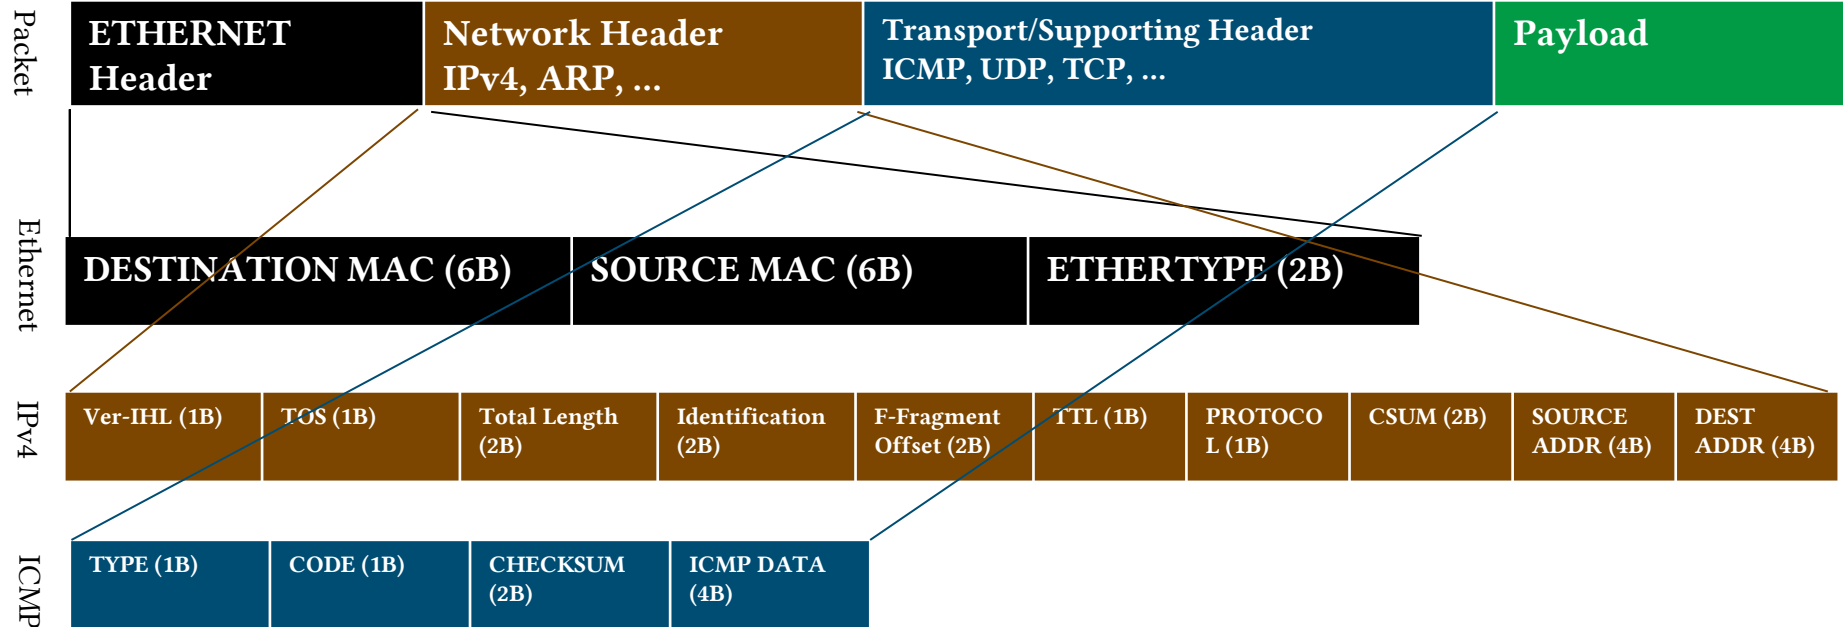 Packet
ETHERNET
Header
Network Header
IPv4, ARP, ...
Transport/Supporting Header
ICMP, UDP, TCP, ...
Payload
Ethernet
DESTINATION MAC (6B)
SOURCE MAC (6B)
ETHERTYPE (2B)
IPv4
Ver-IHL (1B)
TOS (1B)
Total Length
(2B)
Identification
(2B)
F-Fragment
Offset (2B)
TTL (1B)
PROTOCO
L (1B)
CSUM (2B)
SOURCE
ADDR (4B)
DEST
ADDR (4B)
ICMP
TYPE (1B)
CODE (1B)
CHECKSUM
(2B)
ICMP DATA
(4B)